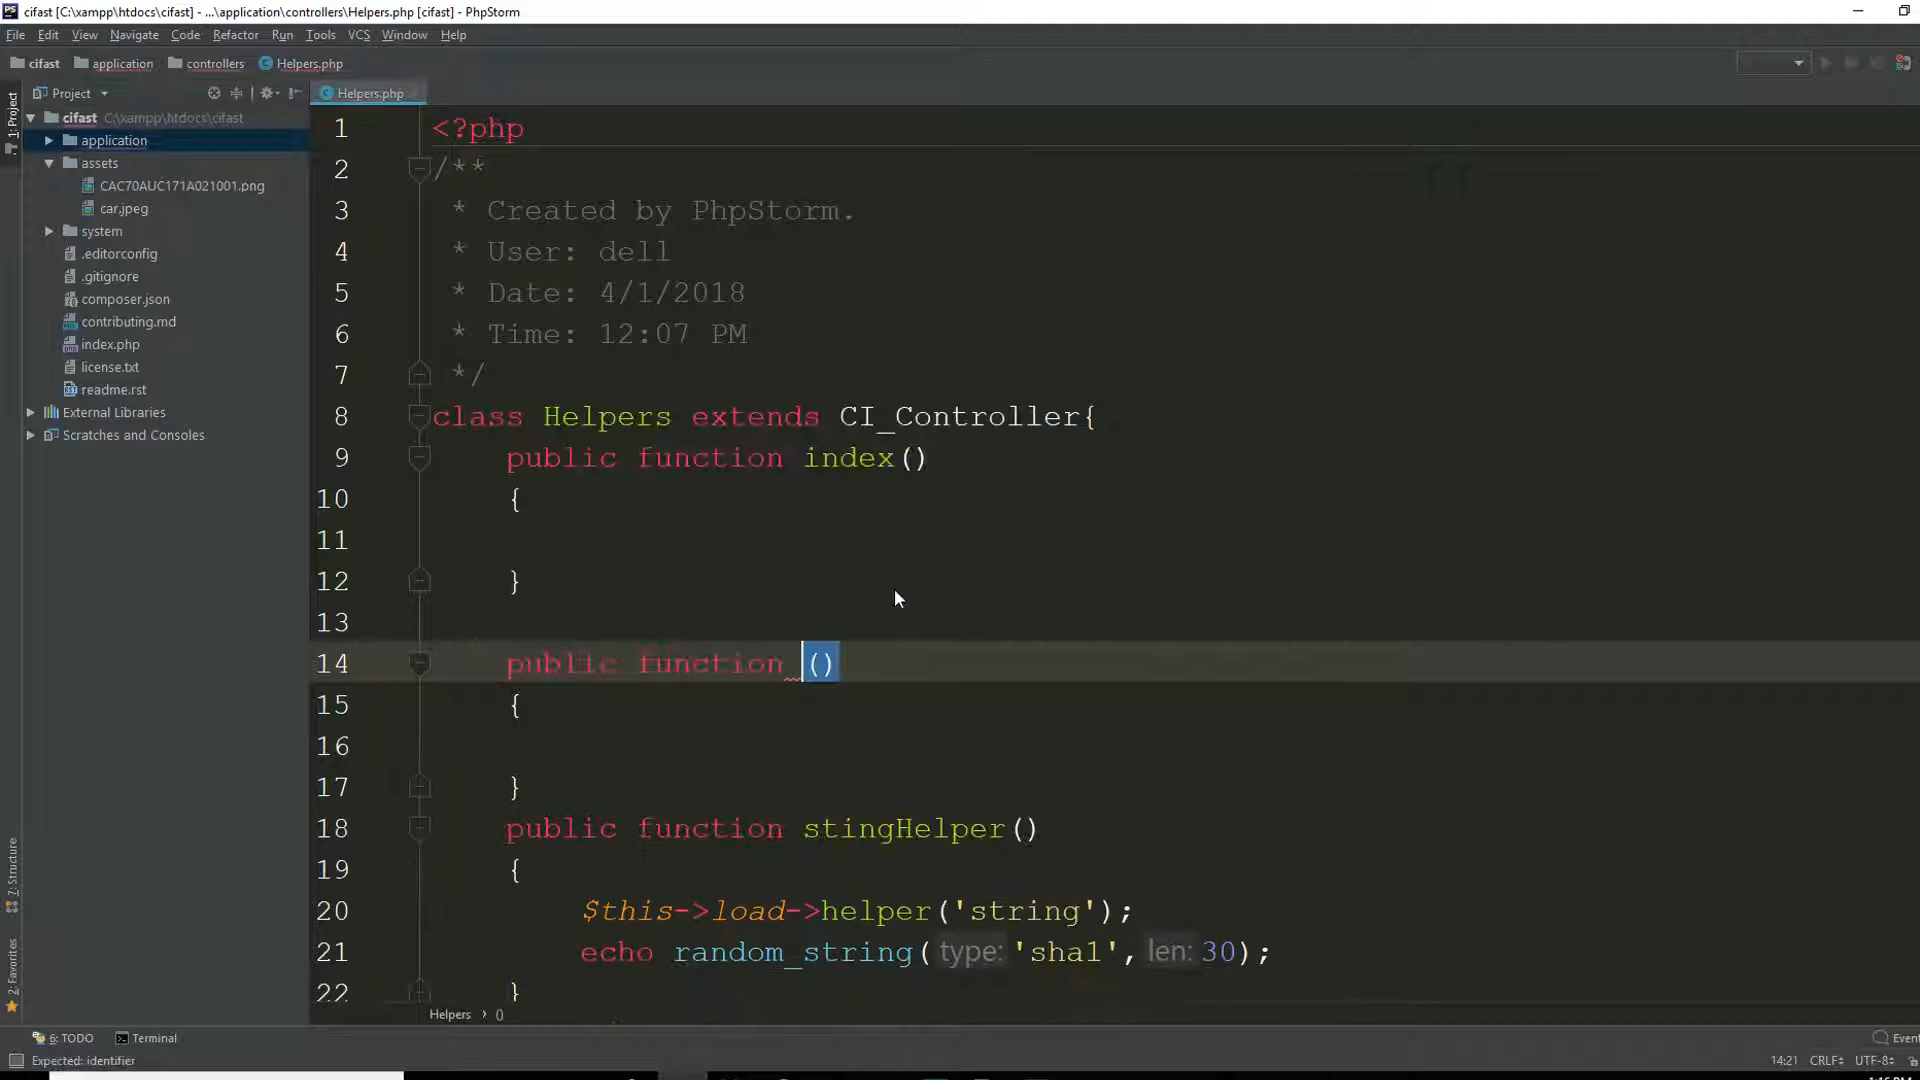 cifast [C:\xampp\htdocs\cifast] - ...\application\controllers\Helpers.php [cifast] - PhpStorm
File Edit View Navigate Code Refactor Run Tools VCS Window Help
cifast application controllers Helpers.php
Project
Helpers.php
1: Project
cifast C:\xampp\htdocs\cifast
application
assets
CAC70AUC171A021001.png
car.jpeg
system
.editorconfig
.gitignore
composer.json
contributing.md
index.php
license.txt
readme.rst
External Libraries
Scratches and Consoles
7: Structure
2: Favorites
1 <?php
2 /**
3 * Created by PhpStorm.
4 * User: dell
5 * Date: 4/1/2018
6 * Time: 12:07 PM
7 */
8 class Helpers extends CI_Controller{
9 public function index()
10 {
11
12 }
13
14 public function ()
15 {
16
17 }
18 public function stingHelper()
19 {
20 $this->load->helper('string');
21 echo random_string( type: 'sha1', len: 30);
22 }
Helpers › ()
6: TODO Terminal
Event
Expected: identifier
14:21 CRLF UTF-8